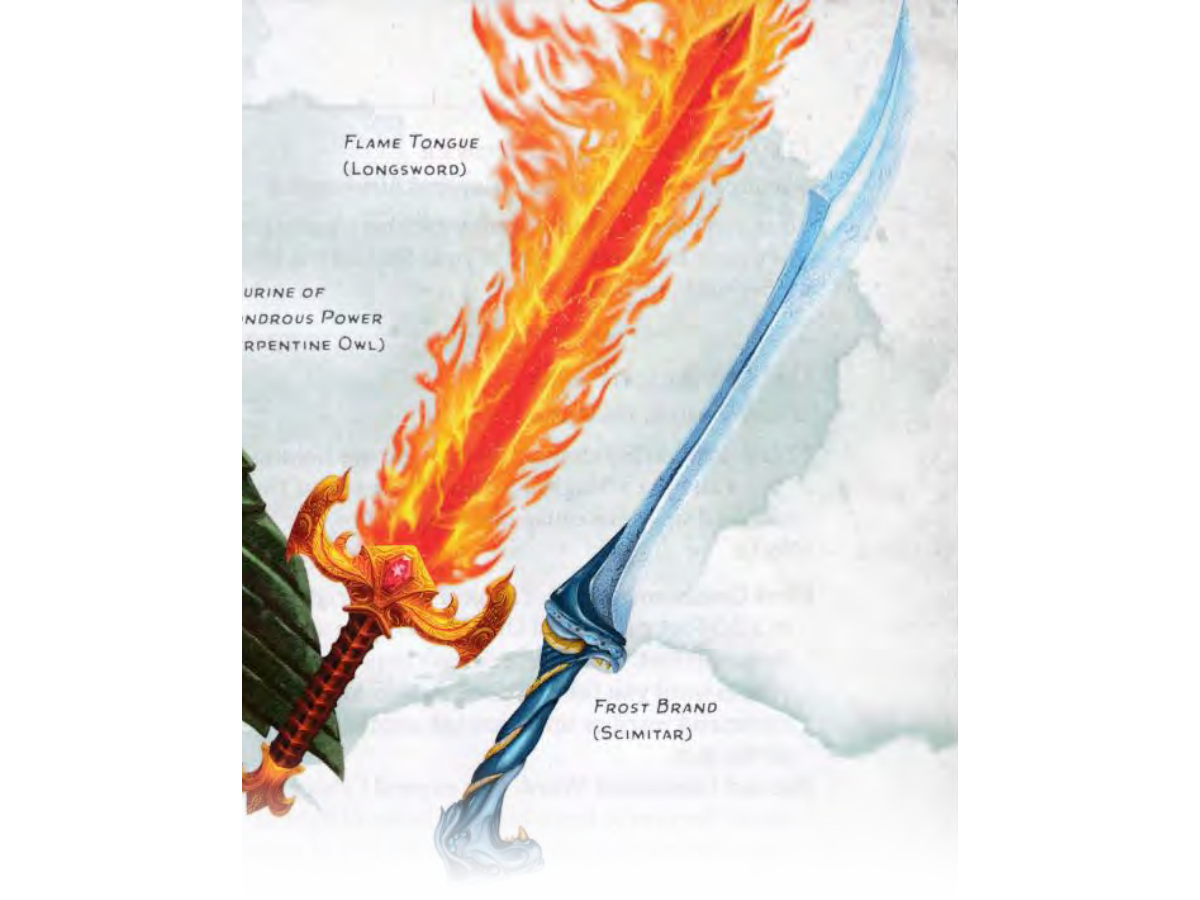 FLAME TONGUE
(LONGSWORD)
URINE OF
NDROUS POWER
RPENTINE OWL)
FROST BRAND
(SCIMITAR)